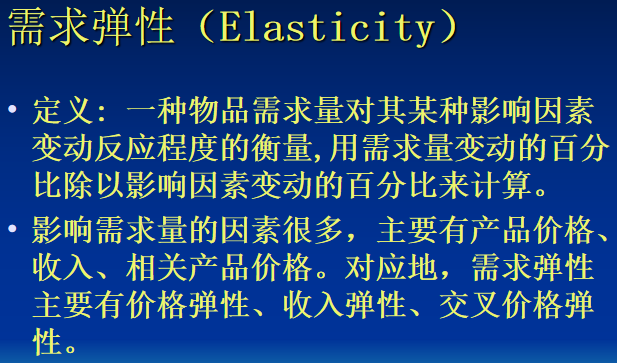 需求弹性（Elasticity）
• 定义：一种物品需求量对其某种影响因素
变动反应程度的衡量,用需求量变动的百分
比除以影响因素变动的百分比来计算。
• 影响需求量的因素很多，主要有产品价格、
收入、相关产品价格。对应地，需求弹性
主要有价格弹性、收入弹性、交叉价格弹
性。